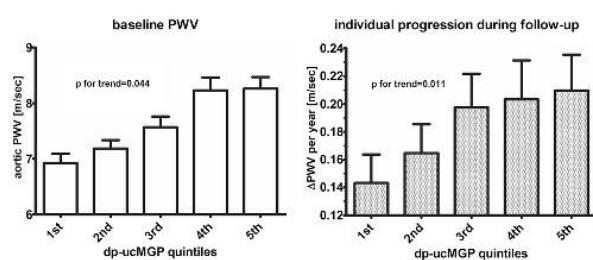 baseline PWV
aortic PWV [m/sec]
9
8
7
6
p for trend=0.044
1st 2nd 3rd 4th 5th
dp-ucMGP quintiles
individual progression during follow-up
ΔPWV per year [m/sec]
0.24
0.22
0.20
0.18
0.16
0.14
0.12
p for trend=0.011
1st 2nd 3rd 4th 5th
dp-ucMGP quintiles